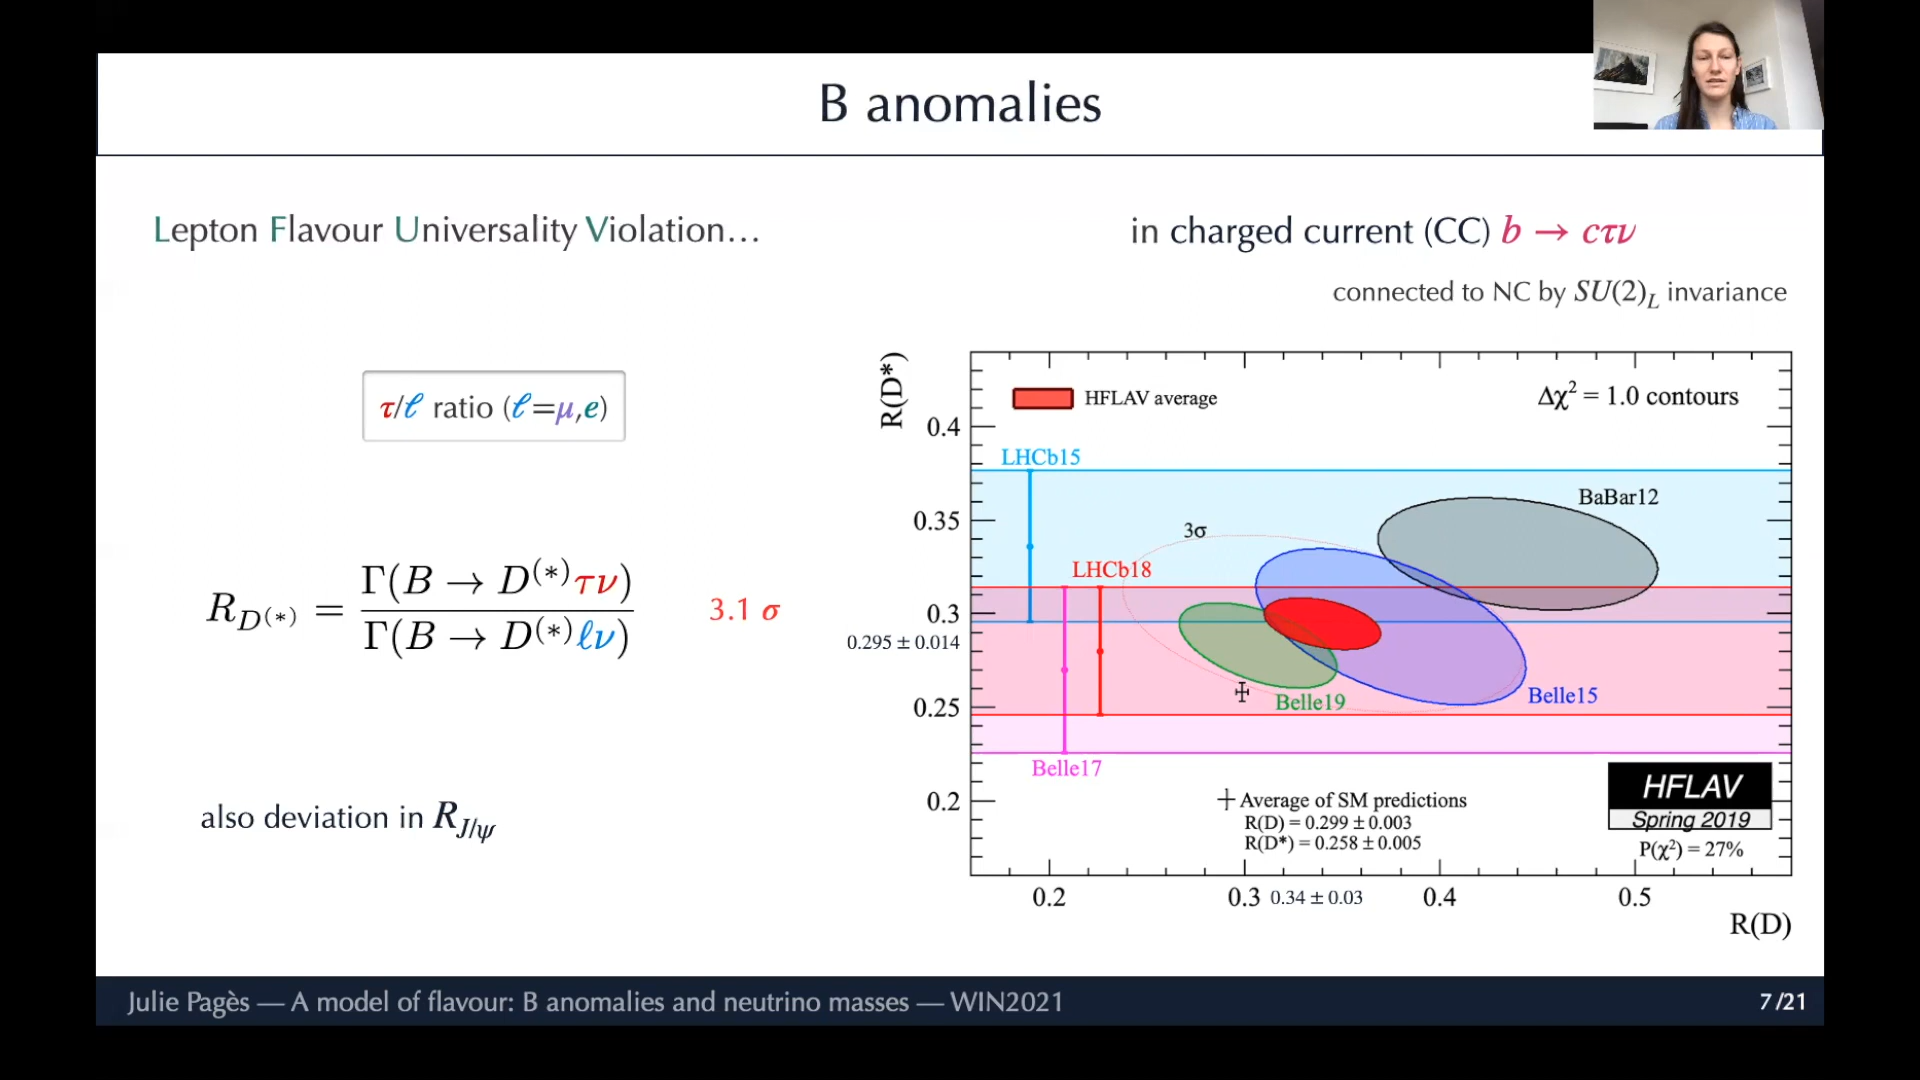 B anomalies
Lepton Flavour Universality Violation…
in charged current (CC) b → cτν
connected to NC by SU(2)_L invariance
τ/ℓ ratio (ℓ=μ,e)
R_{D^{(*)}} = Γ(B → D^{(*)}τν) / Γ(B → D^{(*)}ℓν)
3.1 σ
also deviation in R_{J/ψ}
R(D*)
HFLAV average
Δχ² = 1.0 contours
0.4
LHCb15
BaBar12
0.35
3σ
LHCb18
0.3
0.295 ± 0.014
0.25
Belle19
Belle15
Belle17
0.2
Average of SM predictions
R(D) = 0.299 ± 0.003
R(D*) = 0.258 ± 0.005
HFLAV
Spring 2019
P(χ²) = 27%
0.2 0.3 0.34 ± 0.03 0.4 0.5
R(D)
Julie Pagès — A model of flavour: B anomalies and neutrino masses — WIN2021
7 /21